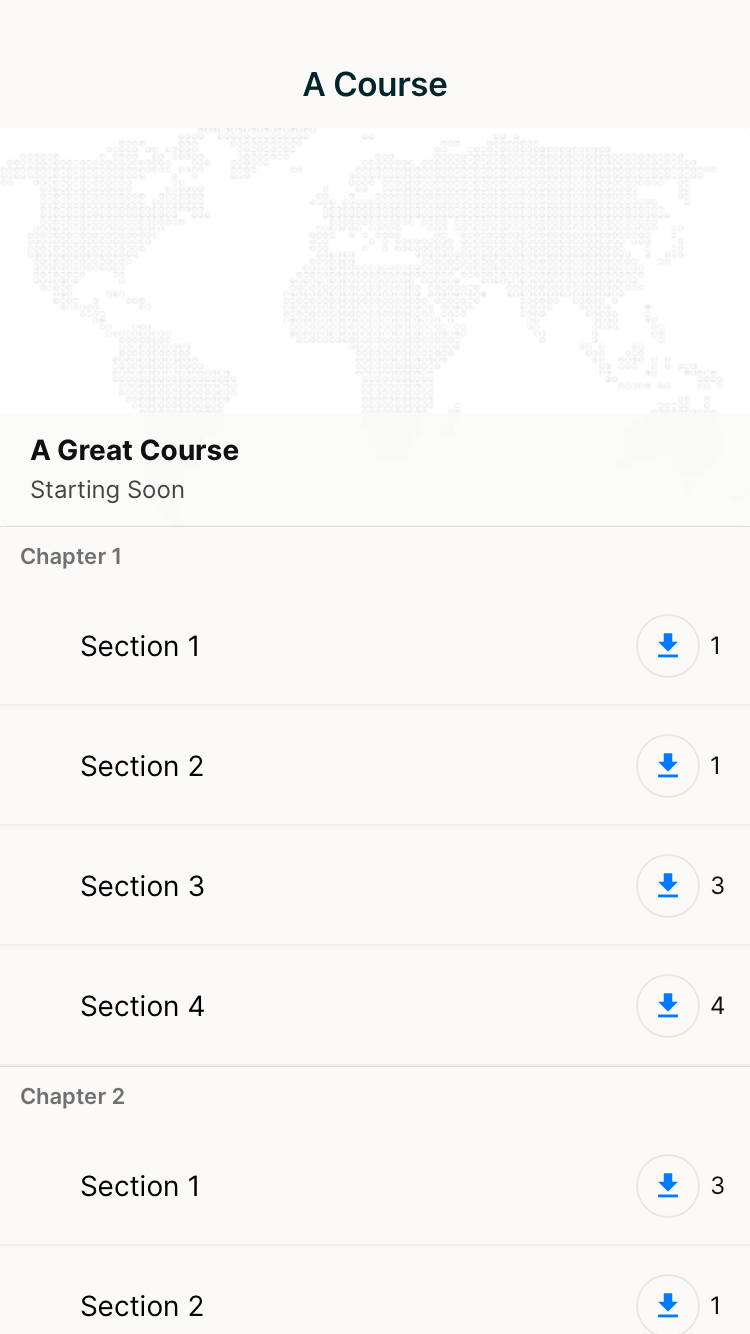 A Course
A Great Course
Starting Soon
Chapter 1
Section 1 1
Section 2 1
Section 3 3
Section 4 4
Chapter 2
Section 1 3
Section 2 1